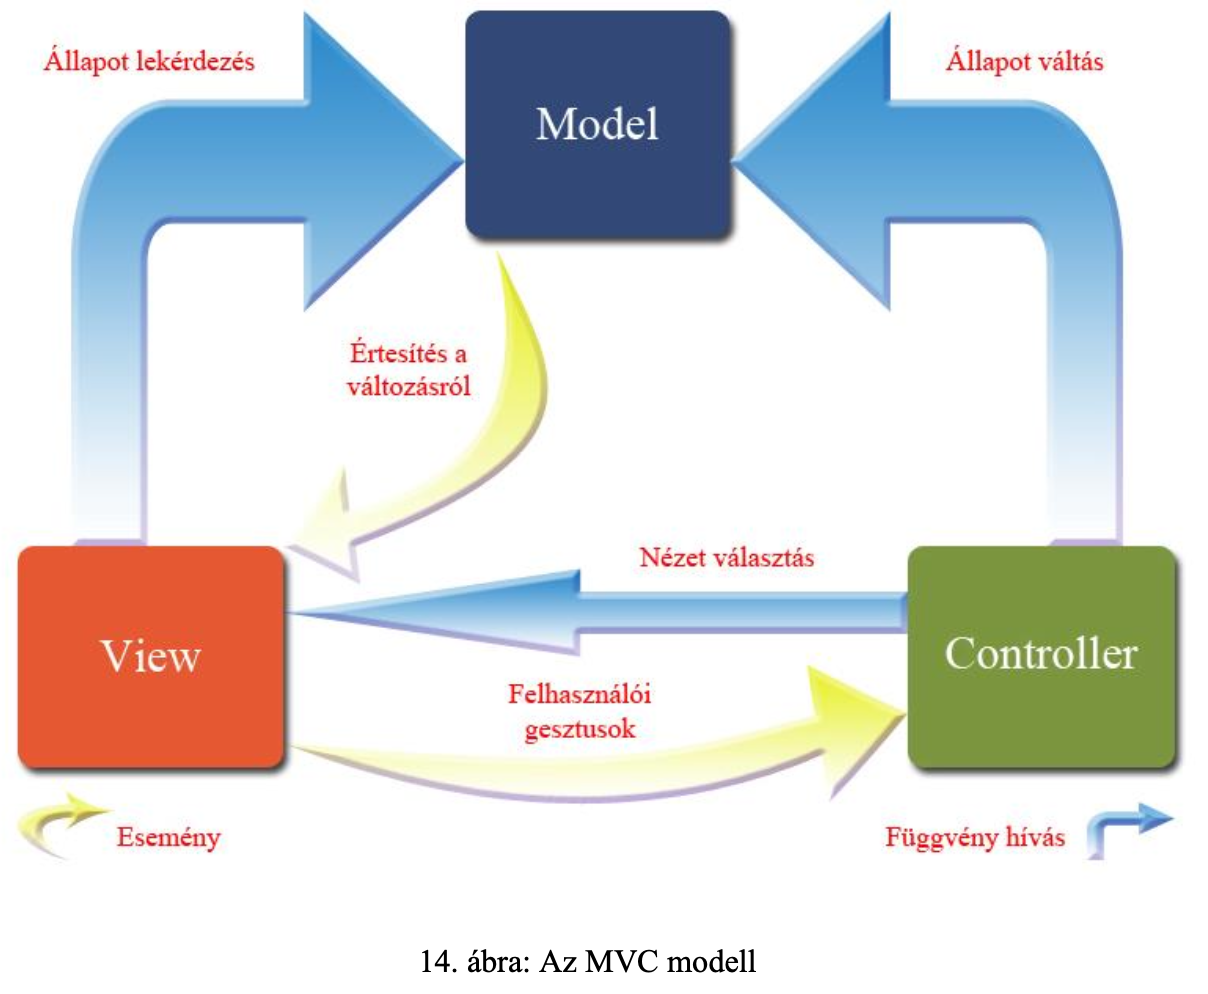 Állapot lekérdezés
Model
Állapot váltás
Értesítés a
változásról
Nézet választás
View
Controller
Felhasználói
gesztusok
Esemény
Függvény hívás
14. ábra: Az MVC modell